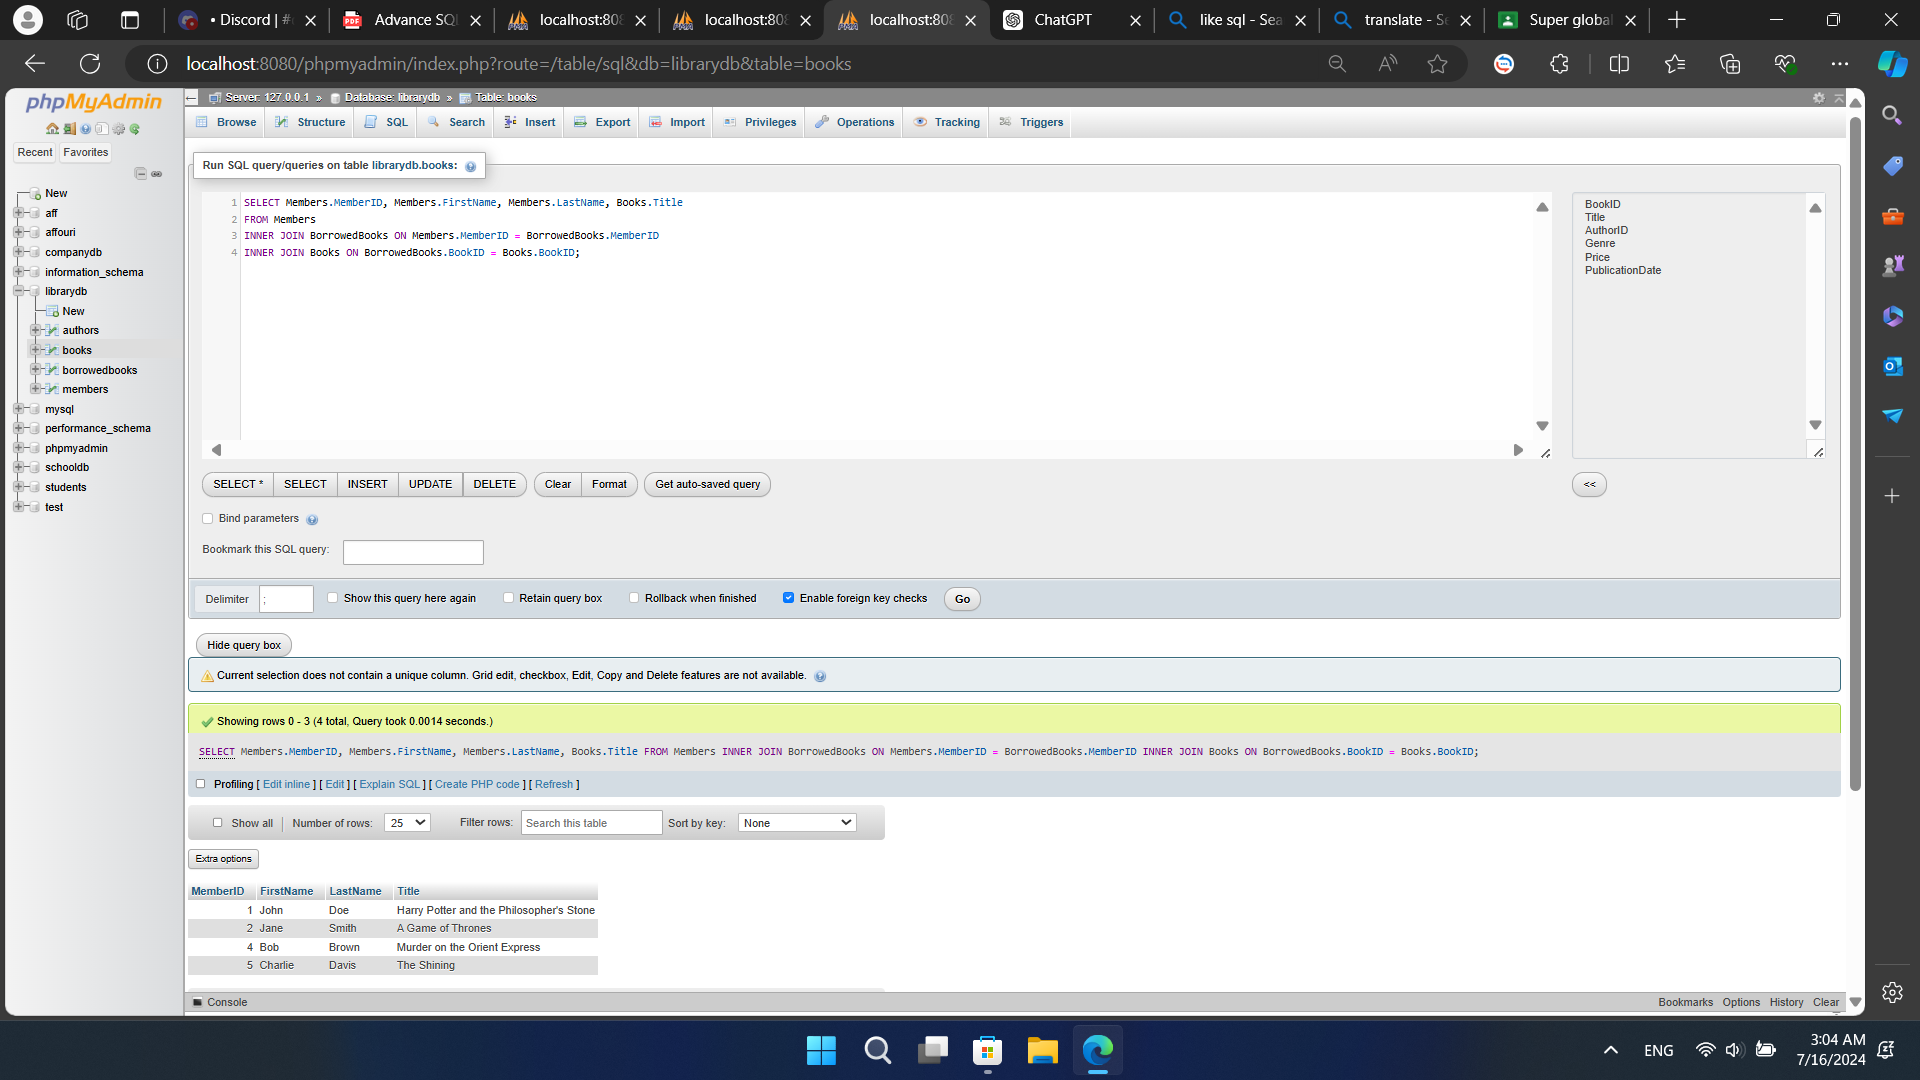 • Discord | #
Advance SQL
localhost:808
localhost:808
localhost:808
ChatGPT
like sql - Sea
translate - Se
Super global
localhost:8080/phpmyadmin/index.php?route=/table/sql&db=librarydb&table=books
phpMyAdmin
Recent
Favorites
New
aff
affouri
companydb
information_schema
librarydb
New
authors
books
borrowedbooks
members
mysql
performance_schema
phpmyadmin
schooldb
students
test
Server: 127.0.0.1 » Database: librarydb » Table: books
Browse Structure SQL Search Insert Export Import Privileges Operations Tracking Triggers
Run SQL query/queries on table librarydb.books:
1 SELECT Members.MemberID, Members.FirstName, Members.LastName, Books.Title
2 FROM Members
3 INNER JOIN BorrowedBooks ON Members.MemberID = BorrowedBooks.MemberID
4 INNER JOIN Books ON BorrowedBooks.BookID = Books.BookID;
BookID
Title
AuthorID
Genre
Price
PublicationDate
SELECT * SELECT INSERT UPDATE DELETE Clear Format Get auto-saved query <<
Bind parameters
Bookmark this SQL query:
Delimiter ; Show this query here again Retain query box Rollback when finished Enable foreign key checks Go
Hide query box
Current selection does not contain a unique column. Grid edit, checkbox, Edit, Copy and Delete features are not available.
Showing rows 0 - 3 (4 total, Query took 0.0014 seconds.)
SELECT Members.MemberID, Members.FirstName, Members.LastName, Books.Title FROM Members INNER JOIN BorrowedBooks ON Members.MemberID = BorrowedBooks.MemberID INNER JOIN Books ON BorrowedBooks.BookID = Books.BookID;
Profiling [ Edit inline ] [ Edit ] [ Explain SQL ] [ Create PHP code ] [ Refresh ]
Show all Number of rows: 25 Filter rows: Search this table Sort by key: None
Extra options
MemberID FirstName LastName Title
1 John Doe Harry Potter and the Philosopher's Stone
2 Jane Smith A Game of Thrones
4 Bob Brown Murder on the Orient Express
5 Charlie Davis The Shining
Console
Bookmarks Options History Clear
ENG
3:04 AM
7/16/2024